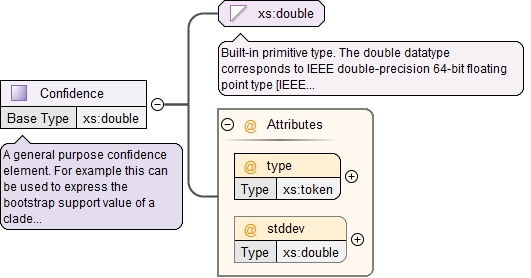 xs:double
Built-in primitive type. The double datatype
corresponds to IEEE double-precision 64-bit floating
point type [IEEE...
Confidence
Base Type xs:double
A general purpose confidence
element. For example this can
be used to express the
bootstrap support value of a
clade...
@ Attributes
@ type
Type xs:token
@ stddev
Type xs:double